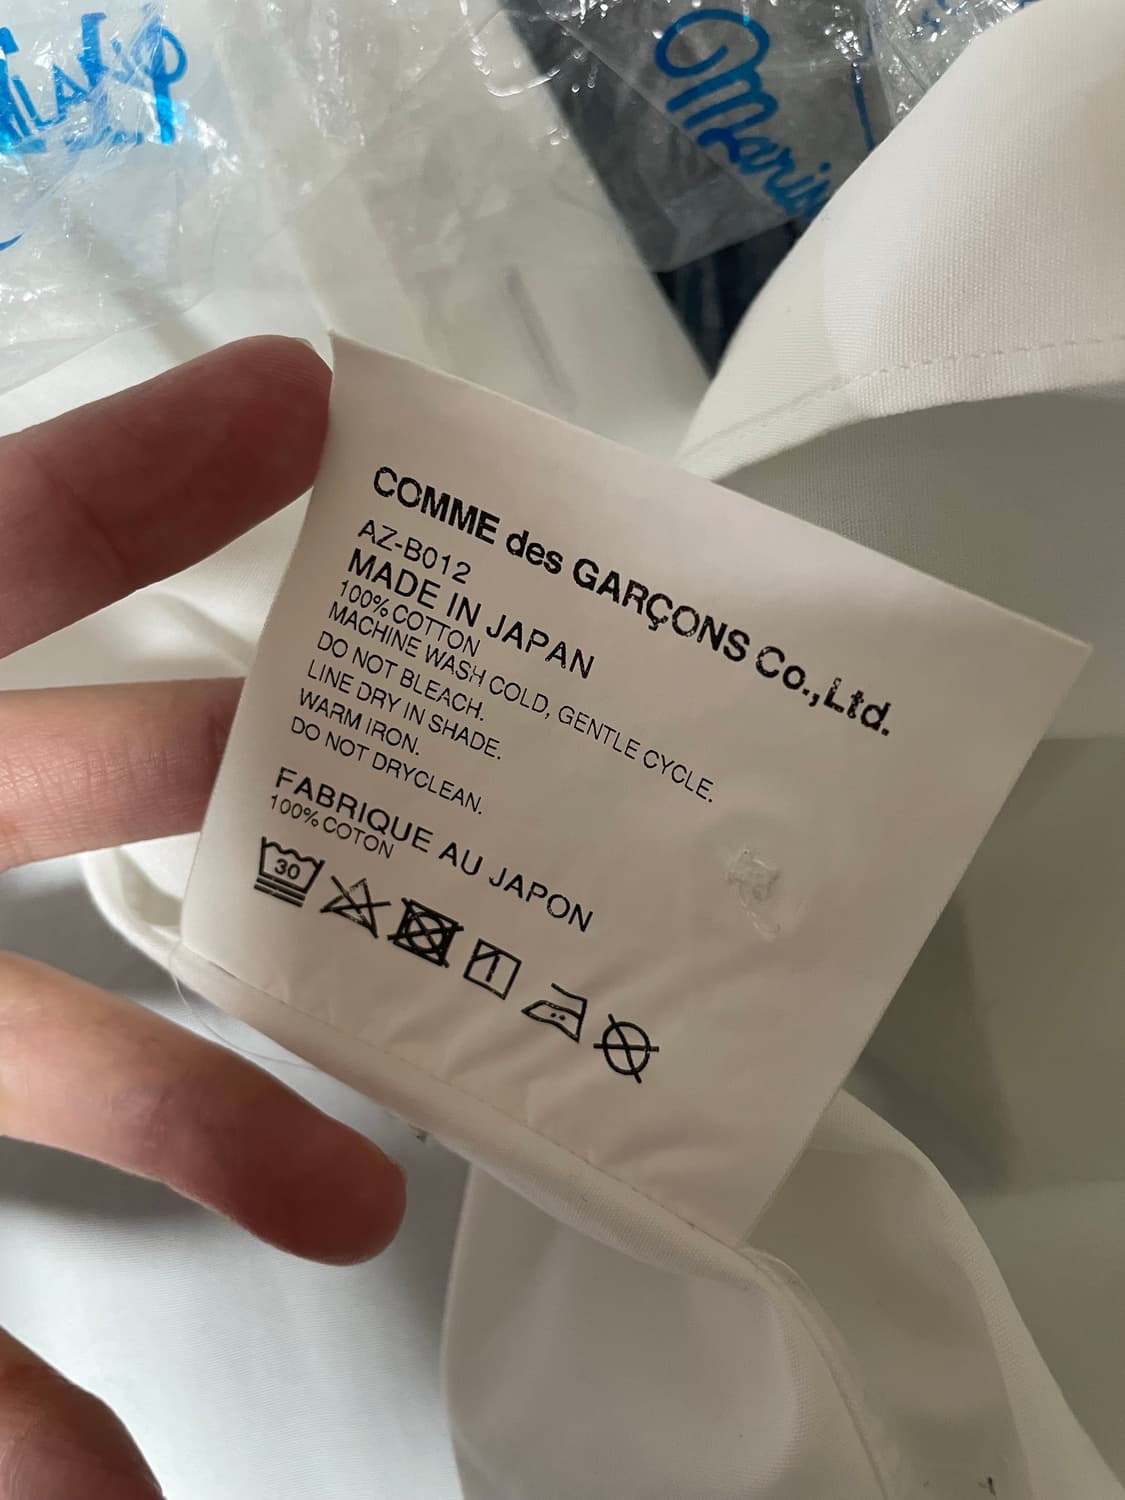 COMME des GARÇONS Co.,Ltd.
AZ-B012
MADE IN JAPAN
100% COTTON
MACHINE WASH COLD, GENTLE CYCLE.
DO NOT BLEACH.
LINE DRY IN SHADE.
WARM IRON.
DO NOT DRYCLEAN.
FABRIQUE AU JAPON
100% COTON
30